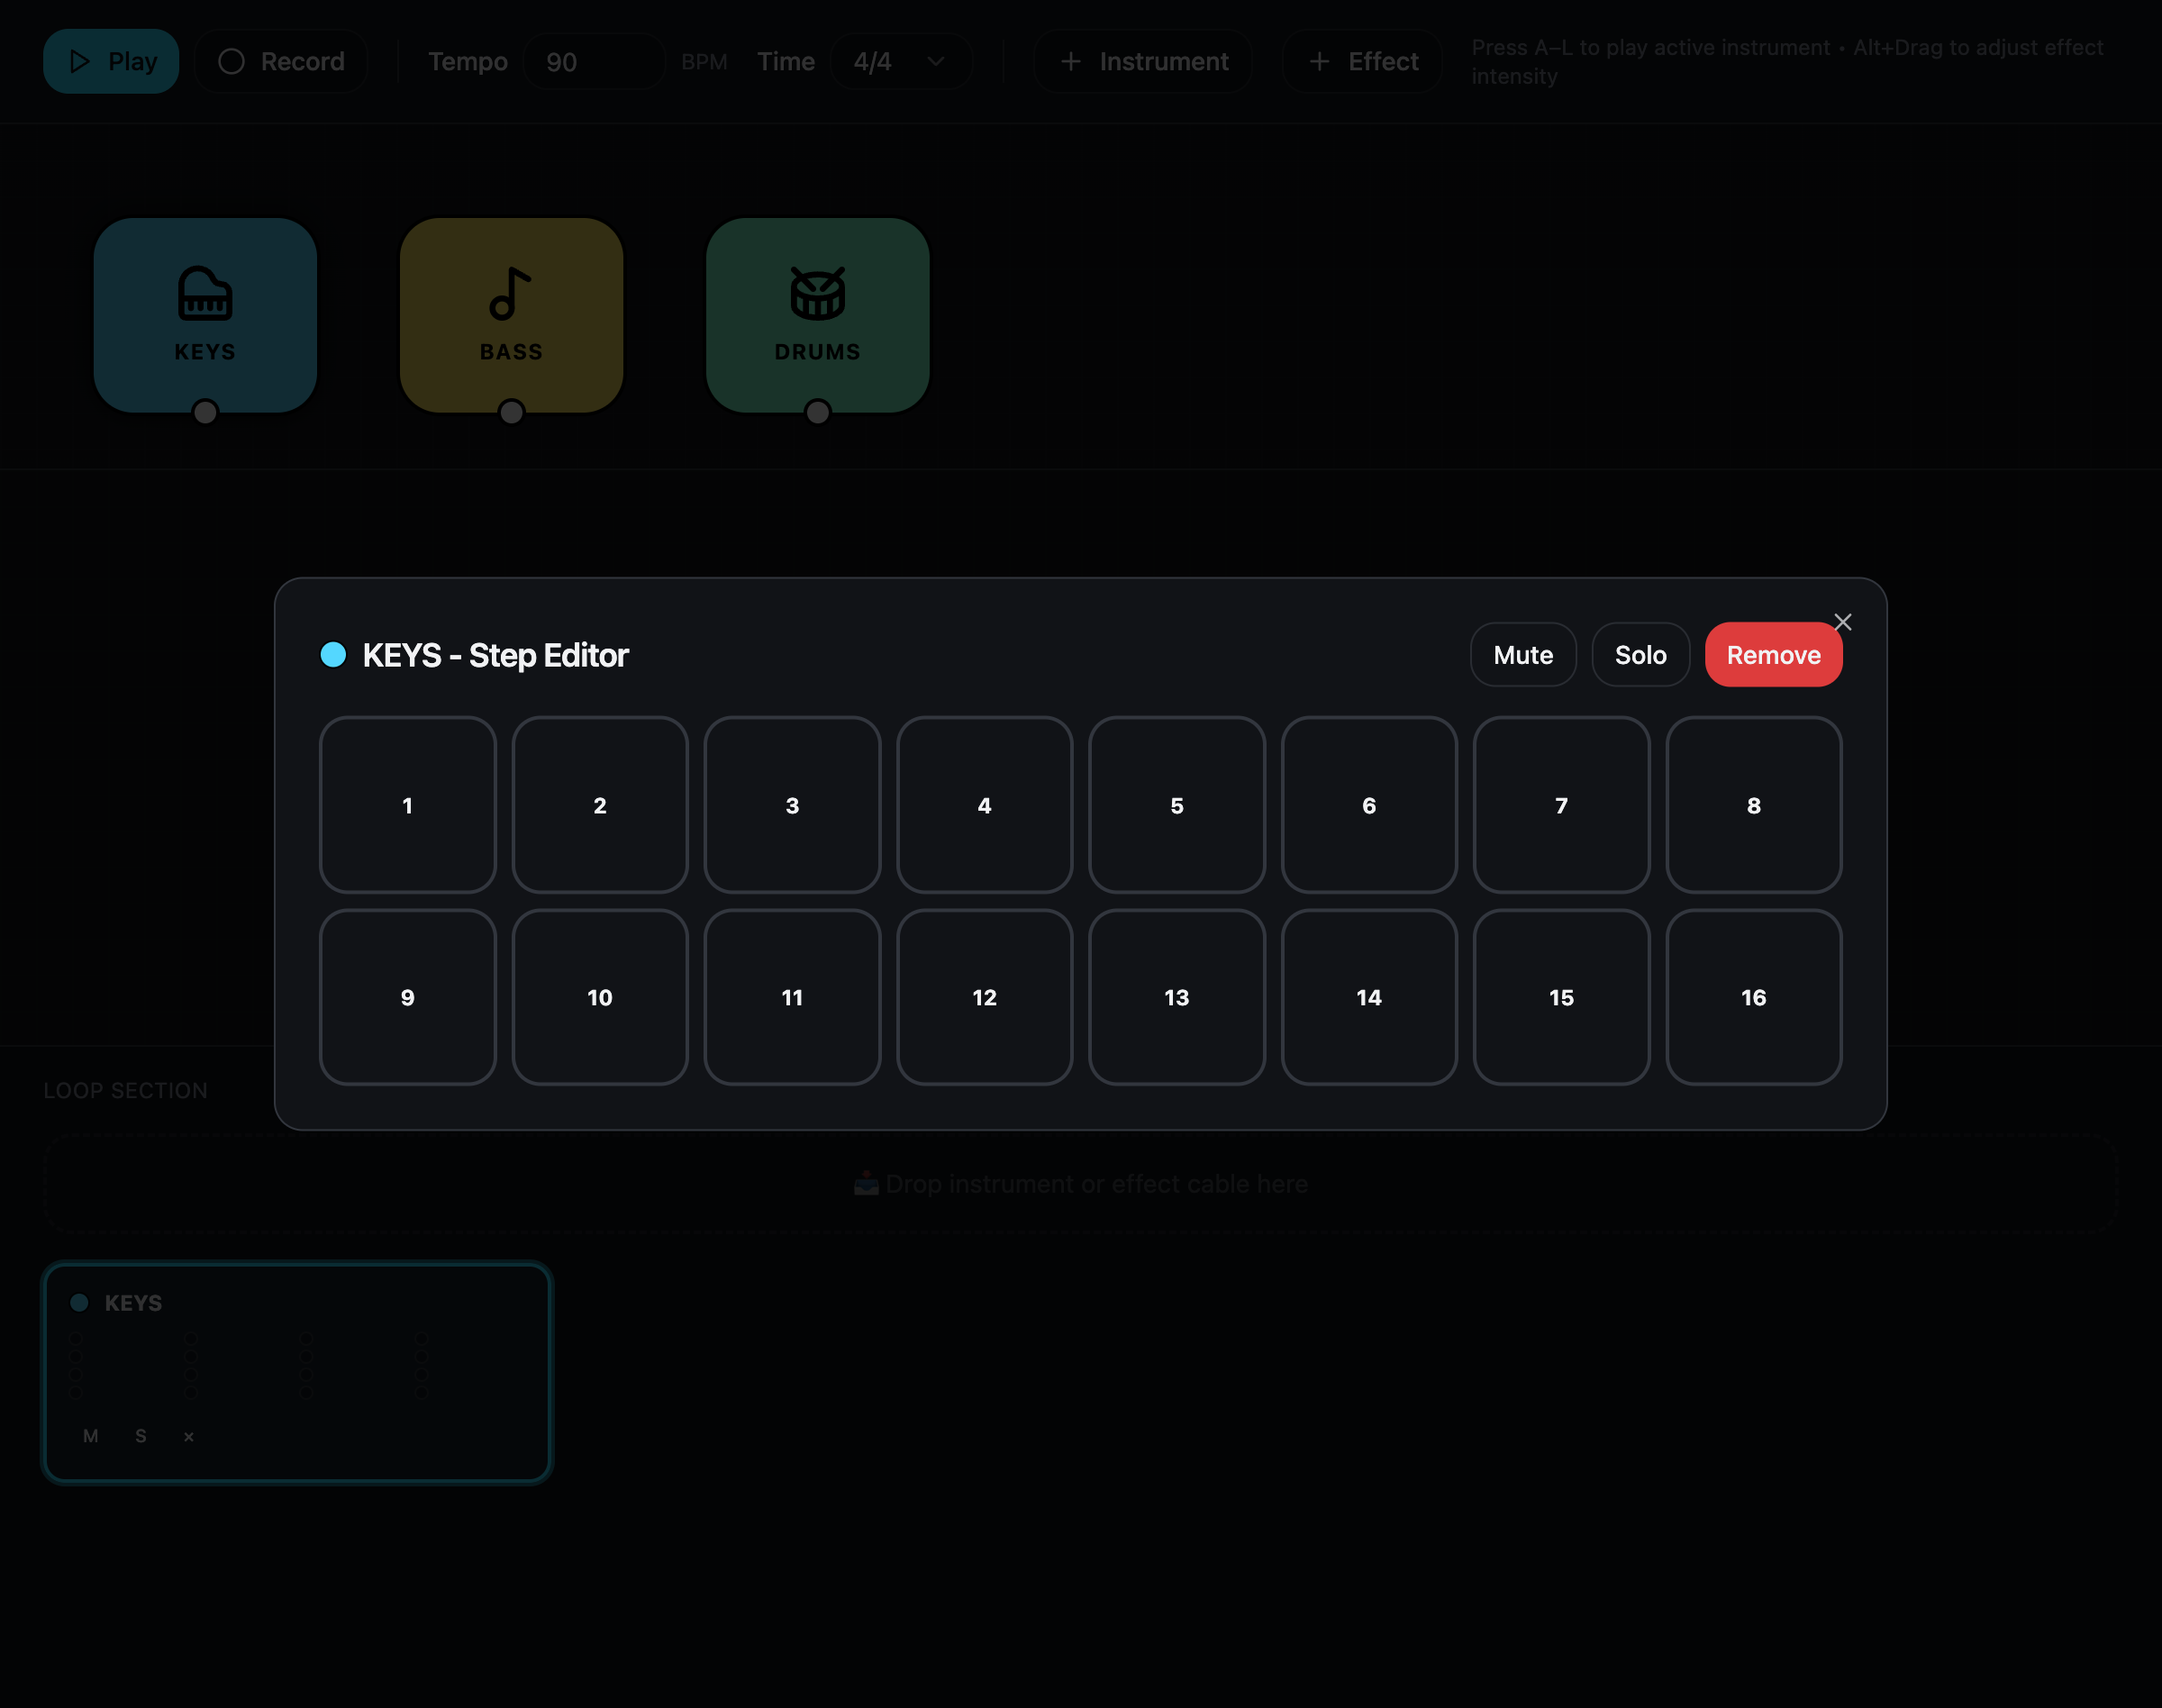 Play
Record
Tempo
90
BPM
Time
4/4
Instrument
Effect
Press A–L to play active instrument • Alt+Drag to adjust effect
intensity
KEYS
BASS
DRUMS
KEYS - Step Editor
Mute
Solo
Remove
1
2
3
4
5
6
7
8
9
10
11
12
13
14
15
16
LOOP SECTION
Drop instrument or effect cable here
KEYS
M
S
×